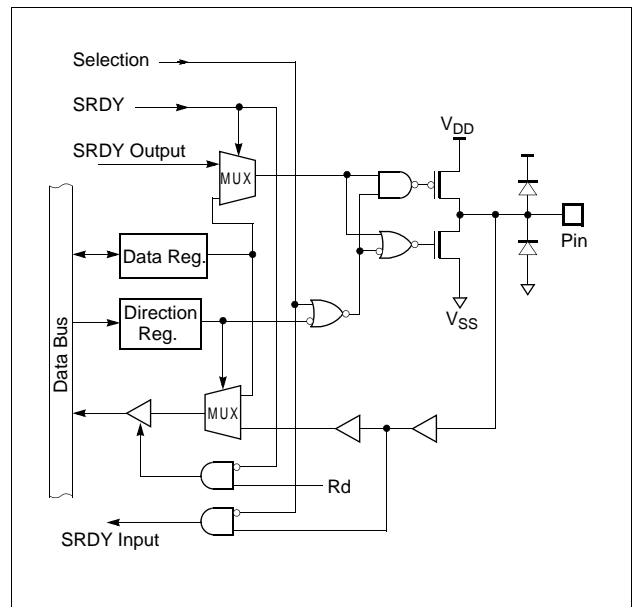 Selection
SRDY
SRDY Output
MUX
VDD
Pin
Data Reg.
Direction
Reg.
VSS
Data Bus
MUX
Rd
SRDY Input